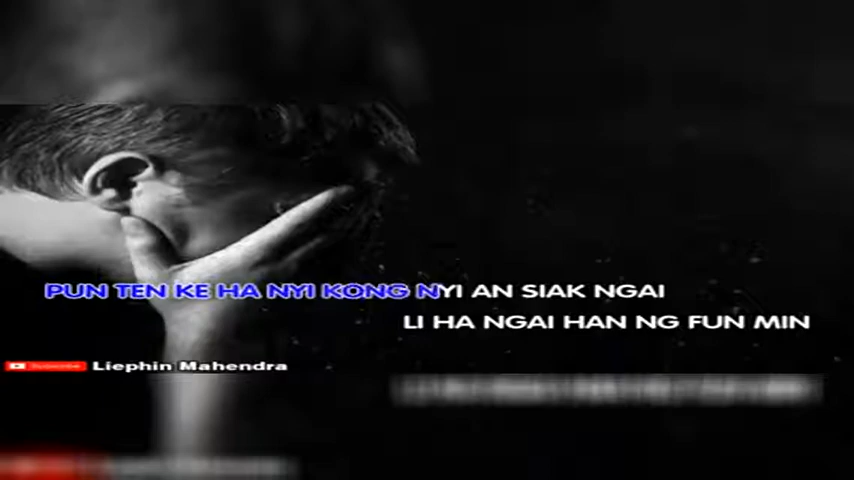 PUN TEN KE HA NYI KONG NYI AN SIAK NGAI
LI HA NGAI HAN NG FUN MIN
Liephin Mahendra